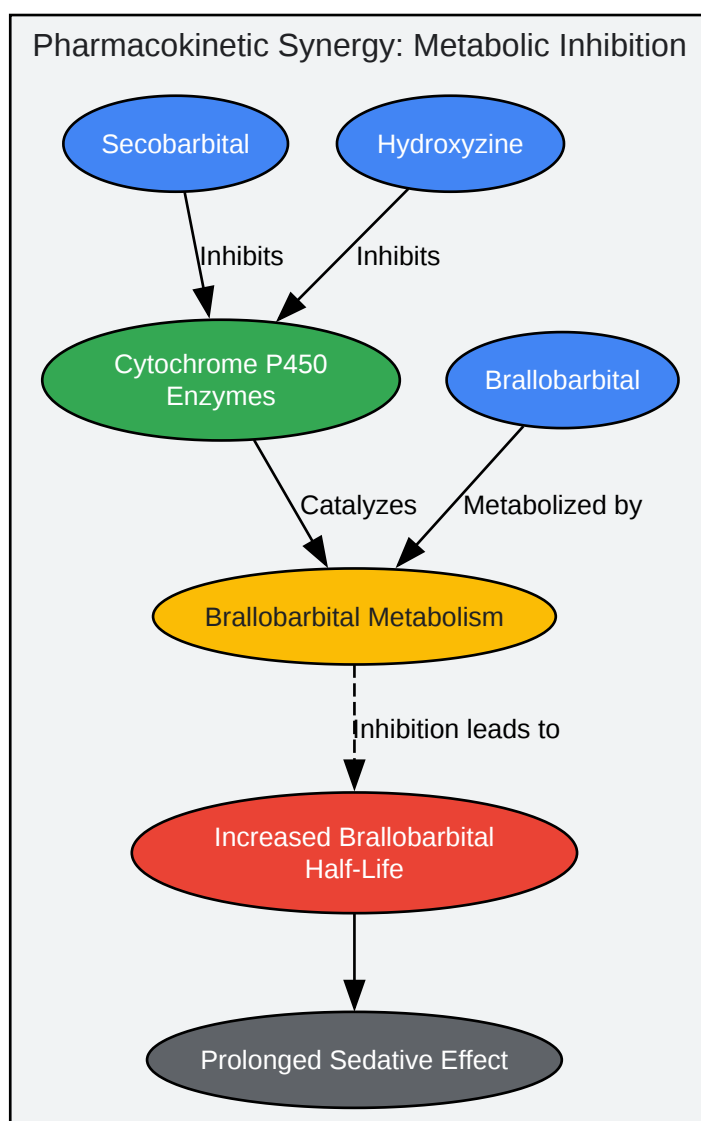 Pharmacokinetic Synergy: Metabolic Inhibition
Secobarbital
Hydroxyzine
Inhibits
Inhibits
Cytochrome P450
Enzymes
Brallobarbital
Catalyzes
Metabolized by
Brallobarbital Metabolism
Inhibition leads to
Increased Brallobarbital
Half-Life
Prolonged Sedative Effect